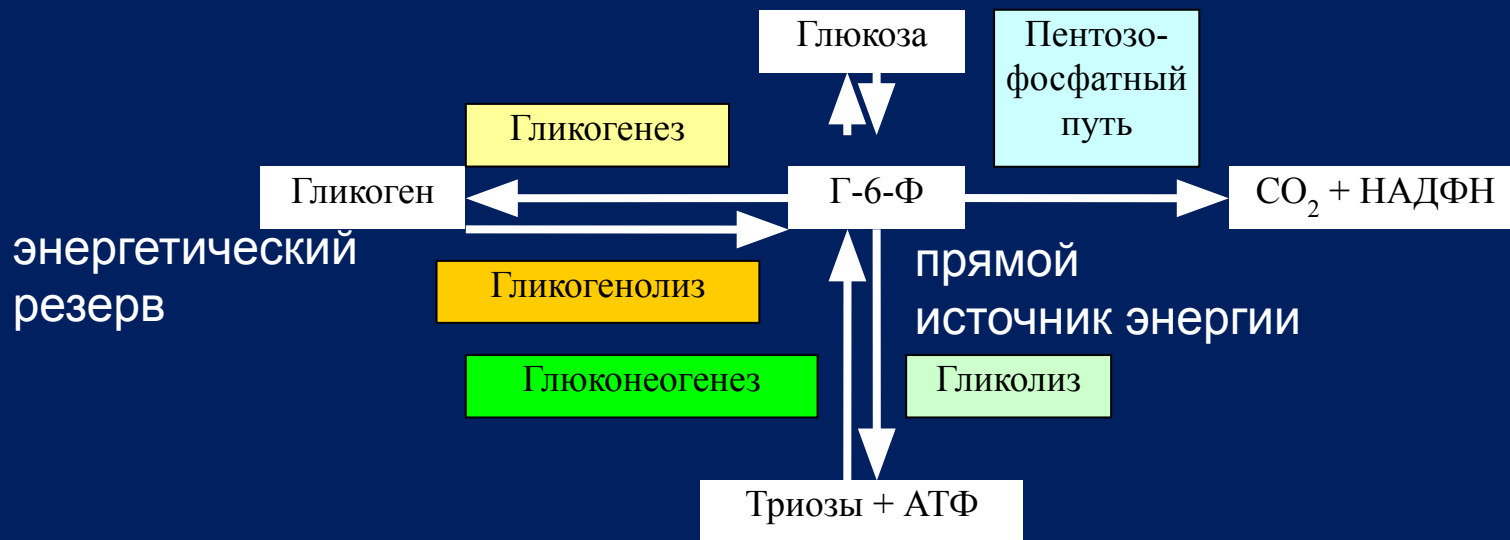 Глюкоза
Пентозо-
фосфатный
путь
Гликогенез
Гликоген
Г-6-Ф
CO₂ + НАДФН
энергетический
резерв
Гликогенолиз
прямой
источник энергии
Глюконеогенез
Гликолиз
Триозы + АТФ